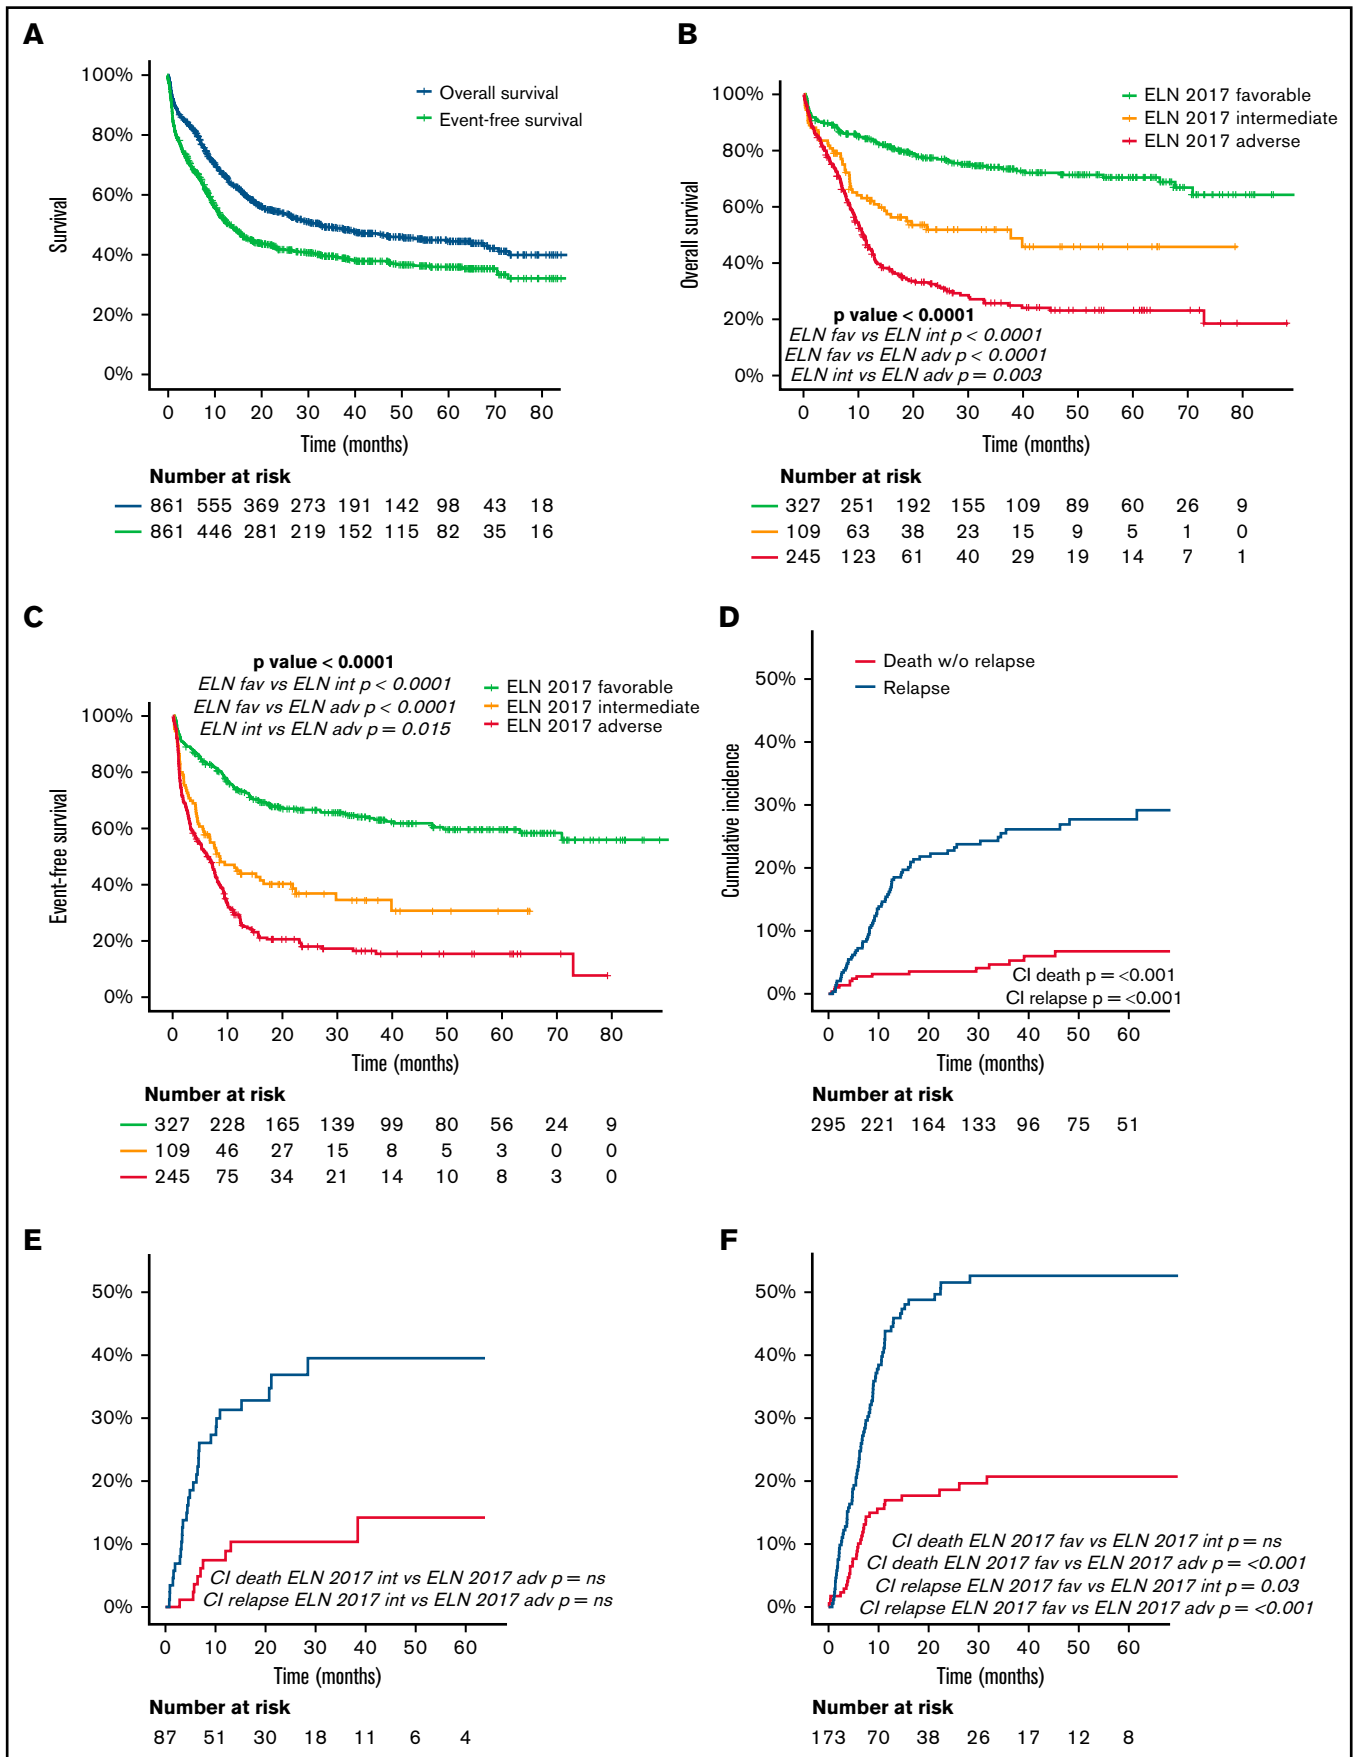 A
100%
80%
60%
40%
20%
0%
Survival
Overall survival
Event-free survival
0 10 20 30 40 50 60 70 80
Time (months)
Number at risk
861 555 369 273 191 142 98 43 18
861 446 281 219 152 115 82 35 16
B
100%
80%
60%
40%
20%
0%
Overall survival
ELN 2017 favorable
ELN 2017 intermediate
ELN 2017 adverse
p value < 0.0001
ELN fav vs ELN int p < 0.0001
ELN fav vs ELN adv p < 0.0001
ELN int vs ELN adv p = 0.003
0 10 20 30 40 50 60 70 80
Time (months)
Number at risk
327 251 192 155 109 89 60 26 9
109 63 38 23 15 9 5 1 0
245 123 61 40 29 19 14 7 1
C
p value < 0.0001
ELN fav vs ELN int p < 0.0001
ELN fav vs ELN adv p < 0.0001
ELN int vs ELN adv p = 0.015
ELN 2017 favorable
ELN 2017 intermediate
ELN 2017 adverse
100%
80%
60%
40%
20%
0%
Event-free survival
0 10 20 30 40 50 60 70 80
Time (months)
Number at risk
327 228 165 139 99 80 56 24 9
109 46 27 15 8 5 3 0 0
245 75 34 21 14 10 8 3 0
D
Death w/o relapse
Relapse
50%
40%
30%
20%
10%
0%
Cumulative incidence
CI death p = <0.001
CI relapse p = <0.001
0 10 20 30 40 50 60
Time (months)
Number at risk
295 221 164 133 96 75 51
E
50%
40%
30%
20%
10%
0%
CI death ELN 2017 int vs ELN 2017 adv p = ns
CI relapse ELN 2017 int vs ELN 2017 adv p = ns
0 10 20 30 40 50 60
Time (months)
Number at risk
87 51 30 18 11 6 4
F
50%
40%
30%
20%
10%
0%
CI death ELN 2017 fav vs ELN 2017 int p = ns
CI death ELN 2017 fav vs ELN 2017 adv p = <0.001
CI relapse ELN 2017 fav vs ELN 2017 int p = 0.03
CI relapse ELN 2017 fav vs ELN 2017 adv p = <0.001
0 10 20 30 40 50 60
Time (months)
Number at risk
173 70 38 26 17 12 8